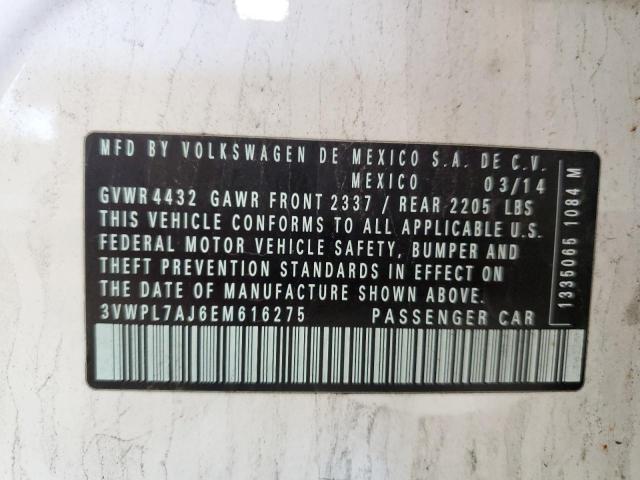 MFD BY VOLKSWAGEN DE MEXICO S.A. DE C.V.
MEXICO 03/14
GVWR 4432 GAWR FRONT 2337 / REAR 2205 LBS
THIS VEHICLE CONFORMS TO ALL APPLICABLE U.S.
FEDERAL MOTOR VEHICLE SAFETY, BUMPER AND
THEFT PREVENTION STANDARDS IN EFFECT ON
THE DATE OF MANUFACTURE SHOWN ABOVE.
3VWPL7AJ6EM616275 PASSENGER CAR
1335065 1084 M